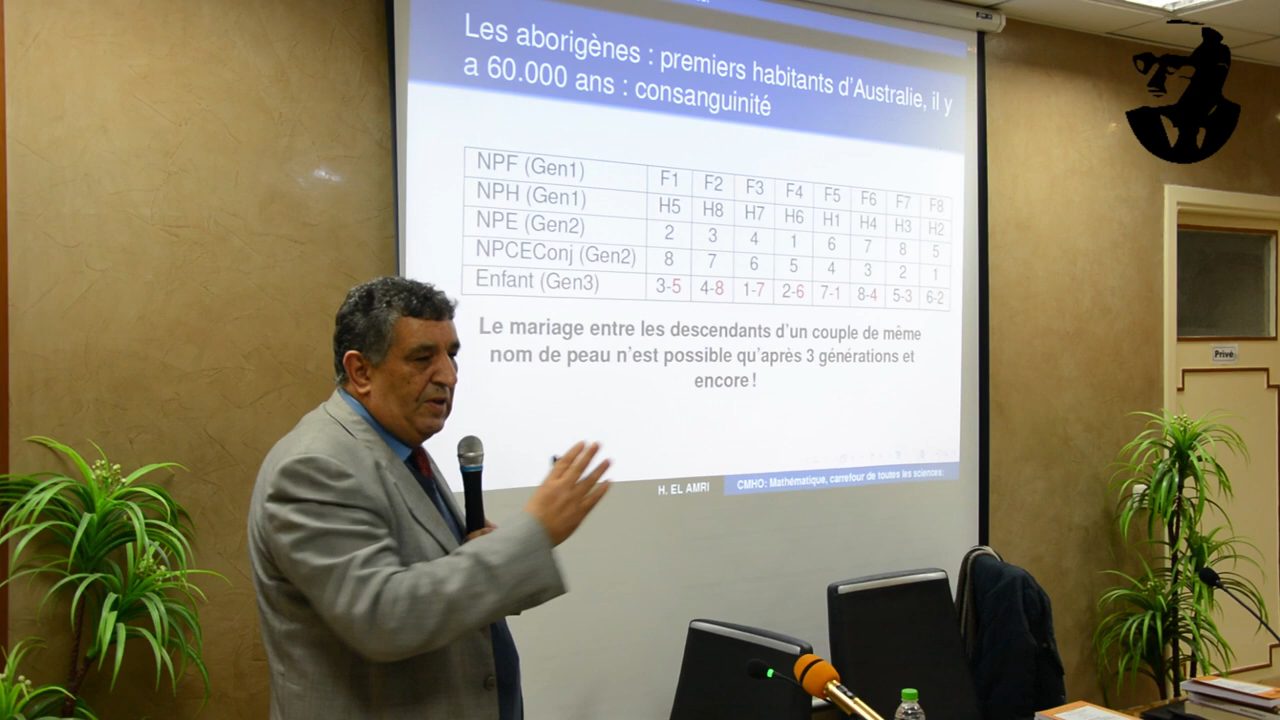 Les aborigènes : premiers habitants d'Australie, il y
a 60.000 ans : consanguinité
NPF (Gen1) F1 F2 F3 F4 F5 F6 F7 F8
NPH (Gen1) H5 H8 H7 H6 H1 H4 H3 H2
NPE (Gen2) 2 3 4 1 6 7 8 5
NPCEConj (Gen2) 8 7 6 5 4 3 2 1
Enfant (Gen3) 3-5 4-8 1-7 2-6 7-1 8-4 5-3 6-2
Le mariage entre les descendants d'un couple de même
nom de peau n'est possible qu'après 3 générations et
encore !
H. EL AMRI CMHO: Mathématique, carrefour de toutes les sciences:
Privé